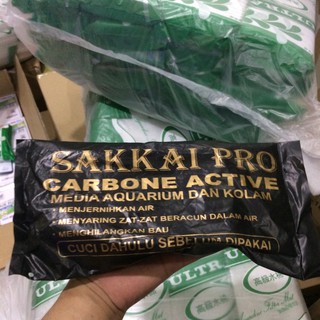 SAKKAI PRO
CARBONE ACTIVE
MEDIA AQUARIUM DAN KOLAM
- MENJERNIHKAN AIR
- MENYARING ZAT-ZAT BERACUN DALAM AIR
- MENGHILANGKAN BAU
CUCI DAHULU SEBELUM DIPAKAI
ULTR